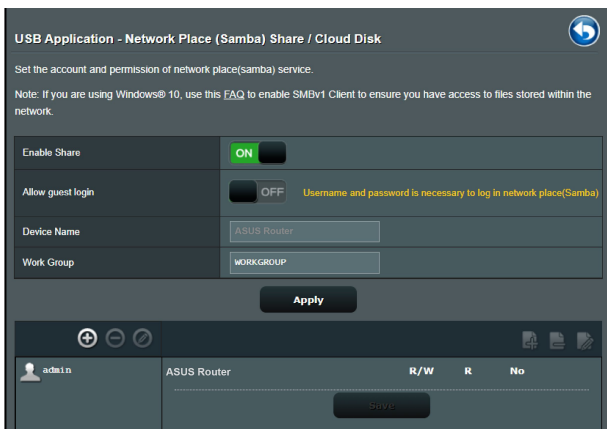 USB Application - Network Place (Samba) Share / Cloud Disk
Set the account and permission of network place(samba) service.
Note: If you are using Windows® 10, use this FAQ to enable SMBv1 Client to ensure you have access to files stored within the
network.
Enable Share ON
Allow guest login OFF Username and password is necessary to log in network place(Samba)
Device Name ASUS Router
Work Group WORKGROUP
Apply
admin ASUS Router R/W R No
Save